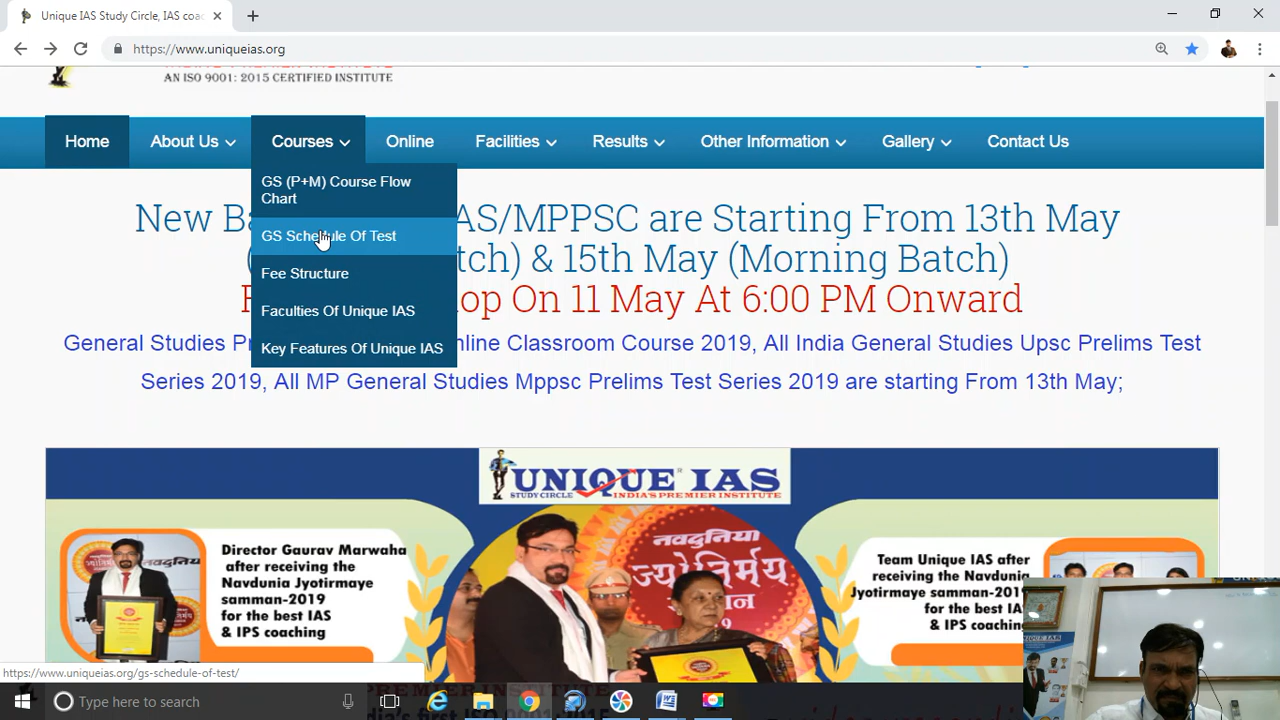 Unique IAS Study Circle, IAS coa
https://www.uniqueias.org
AN ISO 9001: 2015 CERTIFIED INSTITUTE
Home About Us Courses Online Facilities Results Other Information Gallery Contact Us
GS (P+M) Course Flow
Chart
GS Schedule Of Test
Fee Structure
Faculties Of Unique IAS
Key Features Of Unique IAS
New Ba AS/MPPSC are Starting From 13th May
( tch) & 15th May (Morning Batch)
op On 11 May At 6:00 PM Onward
General Studies Pr nline Classroom Course 2019, All India General Studies Upsc Prelims Test
Series 2019, All MP General Studies Mppsc Prelims Test Series 2019 are starting From 13th May;
UNIQUE IAS
STUDY CIRCLE INDIA'S PREMIER INSTITUTE
Director Gaurav Marwaha
after receiving the
Navdunia Jyotirmaye
samman-2019
for the best IAS
& IPS coaching
नवदुनिया
ज्योतिर्मय
Team Unique IAS after
receiving the Navdunia
Jyotirmaye samman-2019
for the best IA
& IPS coaching
https://www.uniqueias.org/gs-schedule-of-test/
Type here to search